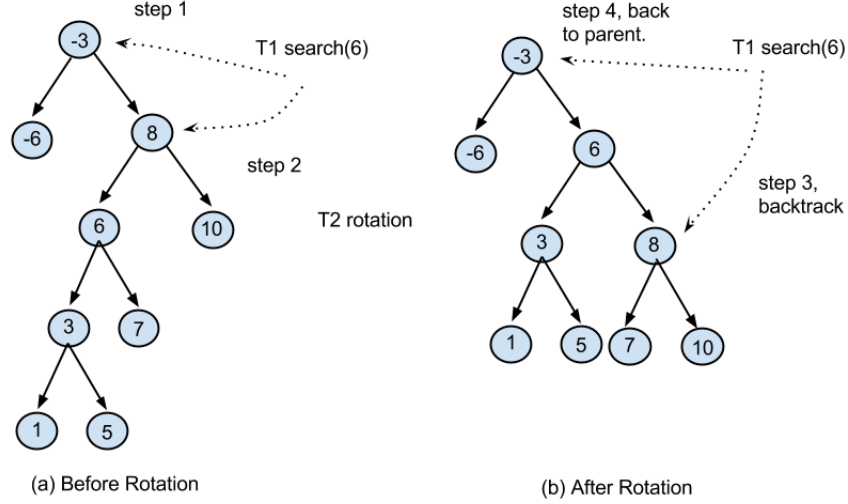 step 1
T1 search(6)
-3
-6
8
step 2
6
10
T2 rotation
3
7
1
5
(a) Before Rotation
step 4, back
to parent.
T1 search(6)
-3
-6
6
step 3,
backtrack
3
8
1
5
7
10
(b) After Rotation